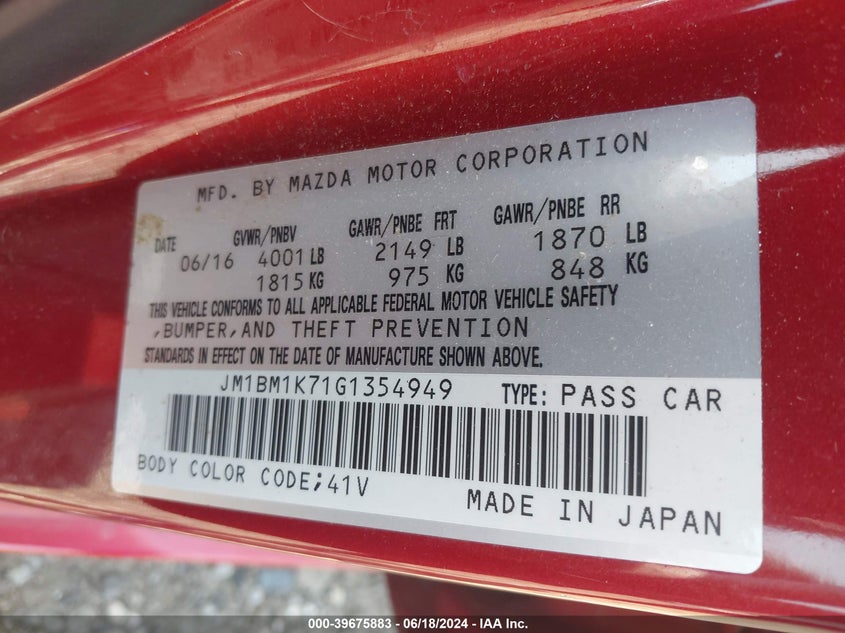 MFD. BY MAZDA MOTOR CORPORATION
DATE GVWR/PNBV GAWR/PNBE FRT GAWR/PNBE RR
06/16 4001 LB 2149 LB 1870 LB
1815 KG 975 KG 848 KG
THIS VEHICLE CONFORMS TO ALL APPLICABLE FEDERAL MOTOR VEHICLE SAFETY
,BUMPER,AND THEFT PREVENTION
STANDARDS IN EFFECT ON THE DATE OF MANUFACTURE SHOWN ABOVE.
JM1BM1K71G1354949 TYPE: PASS CAR
BODY COLOR CODE;41V
MADE IN JAPAN
000-39675883 - 06/18/2024 - IAA Inc.